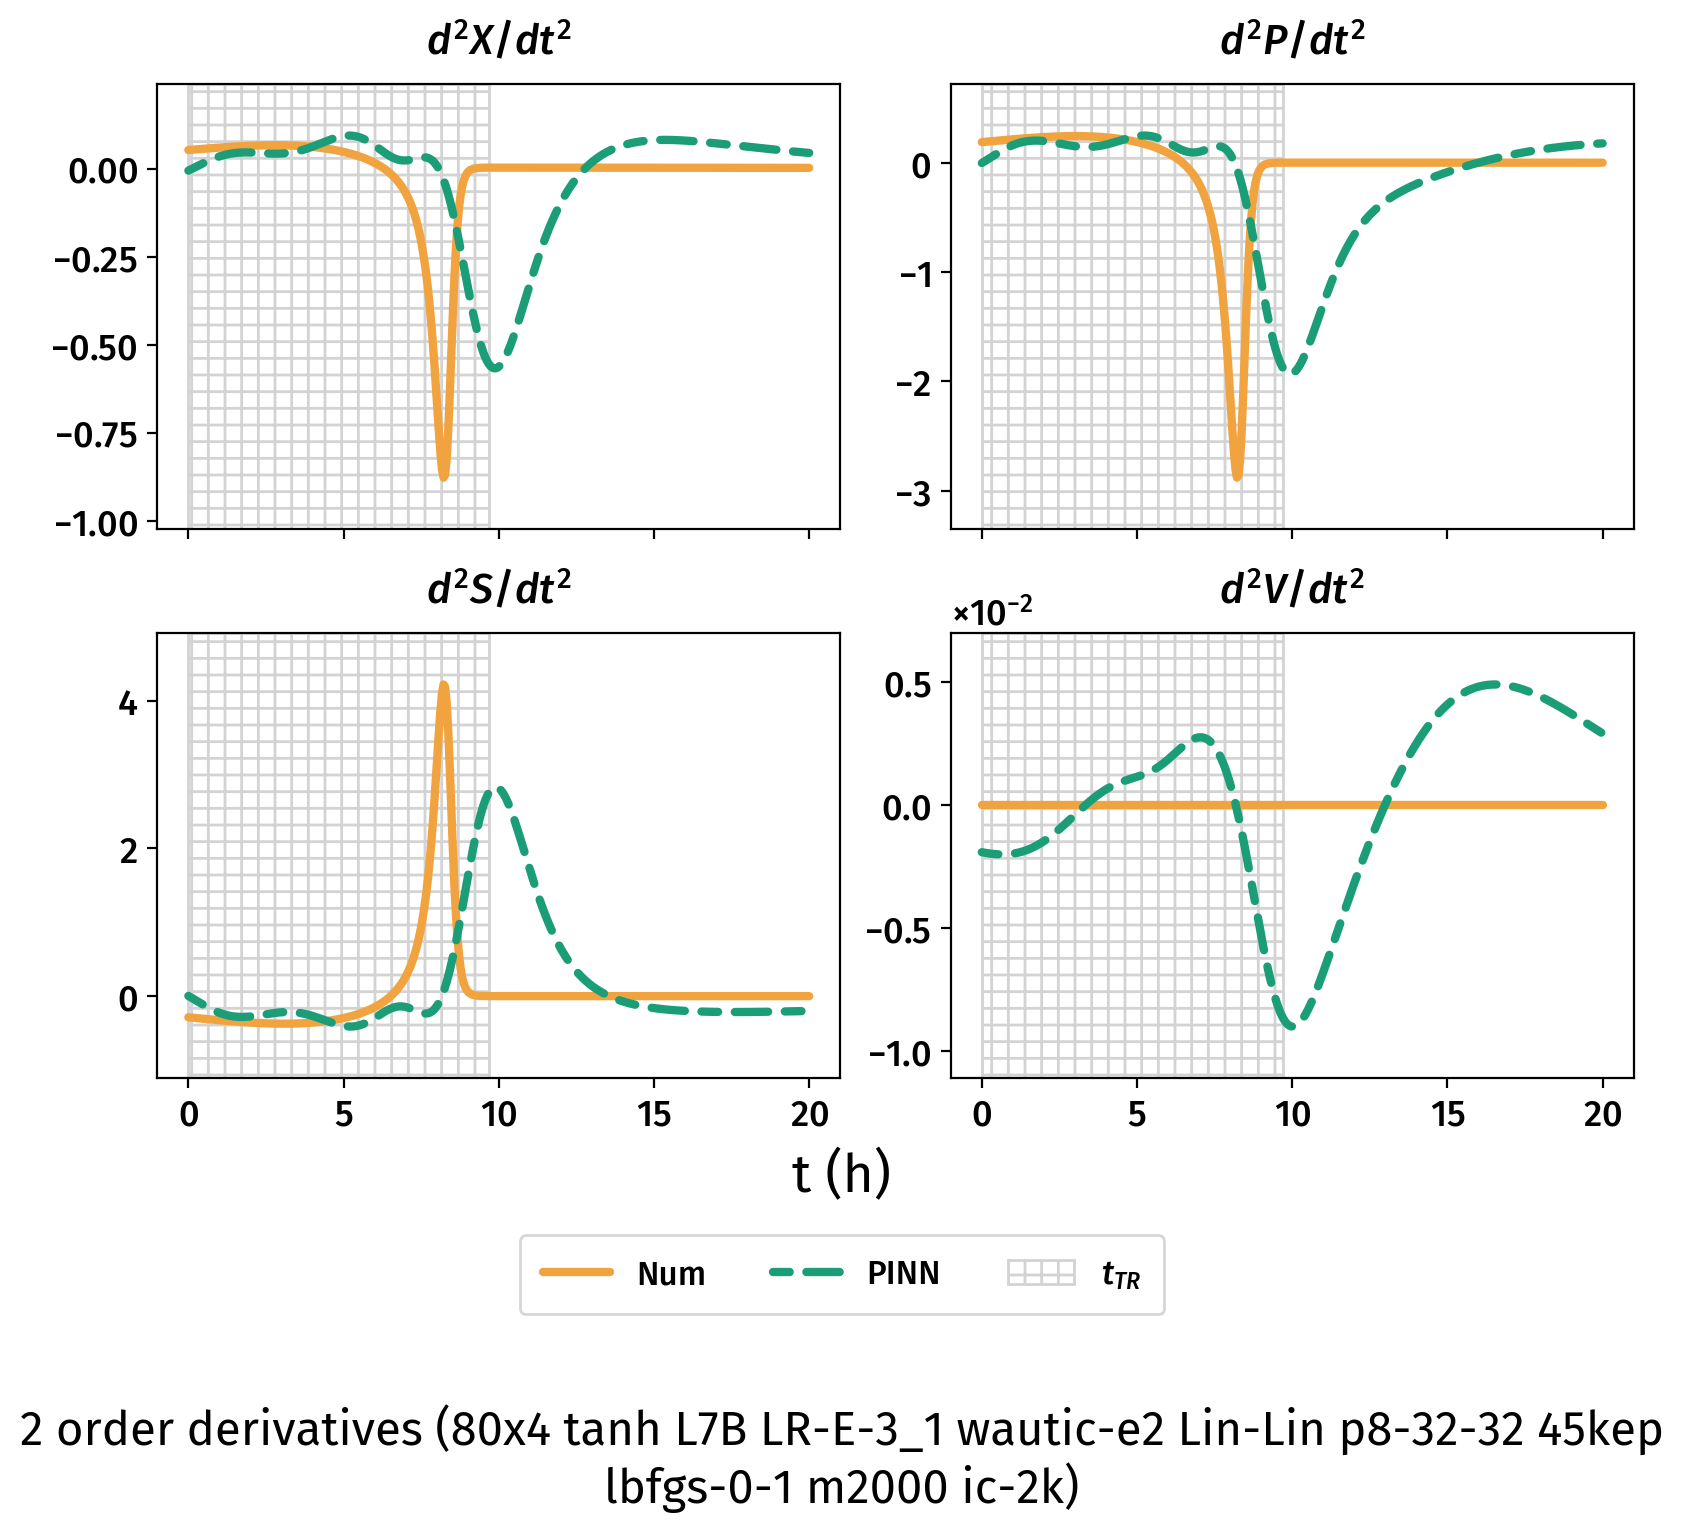 d²X/dt²
d²P/dt²
0.00
−0.25
−0.50
−0.75
−1.00
0
−1
−2
−3
d²S/dt²
d²V/dt²
×10⁻²
4
2
0
0.5
0.0
−0.5
−1.0
0 5 10 15 20
0 5 10 15 20
t (h)
Num PINN t_TR
2 order derivatives (80x4 tanh L7B LR-E-3_1 wautic-e2 Lin-Lin p8-32-32 45kep
lbfgs-0-1 m2000 ic-2k)